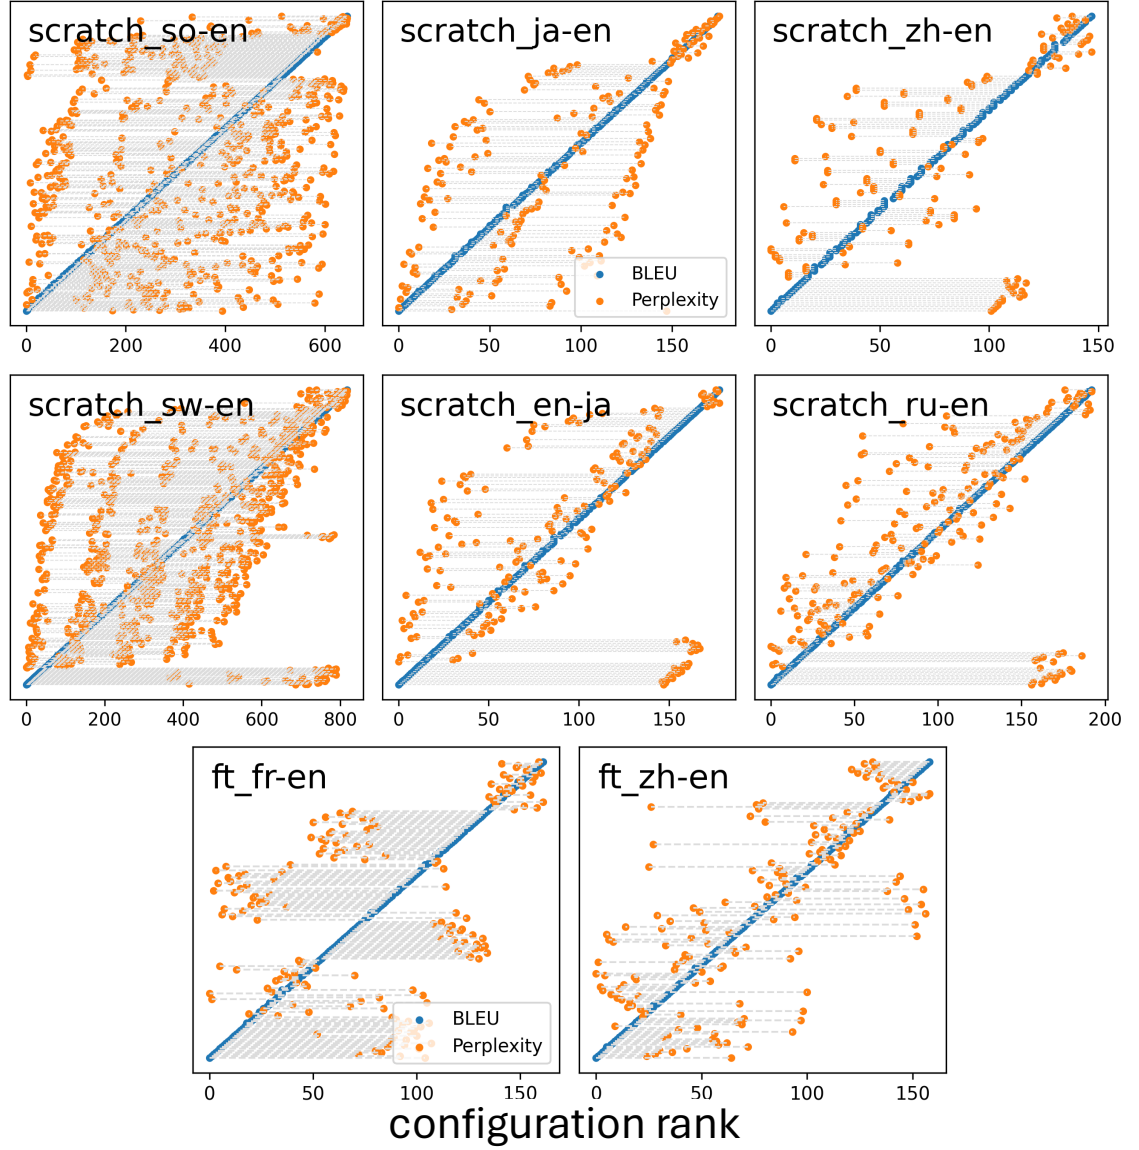 scratch_so-en
scratch_ja-en
scratch_zh-en
BLEU
Perplexity
0 200 400 600
0 50 100 150
0 50 100 150
scratch_sw-en
scratch_en-ja
scratch_ru-en
0 200 400 600 800
0 50 100 150
0 50 100 150 200
ft_fr-en
ft_zh-en
BLEU
Perplexity
0 50 100 150
0 50 100 150
configuration rank